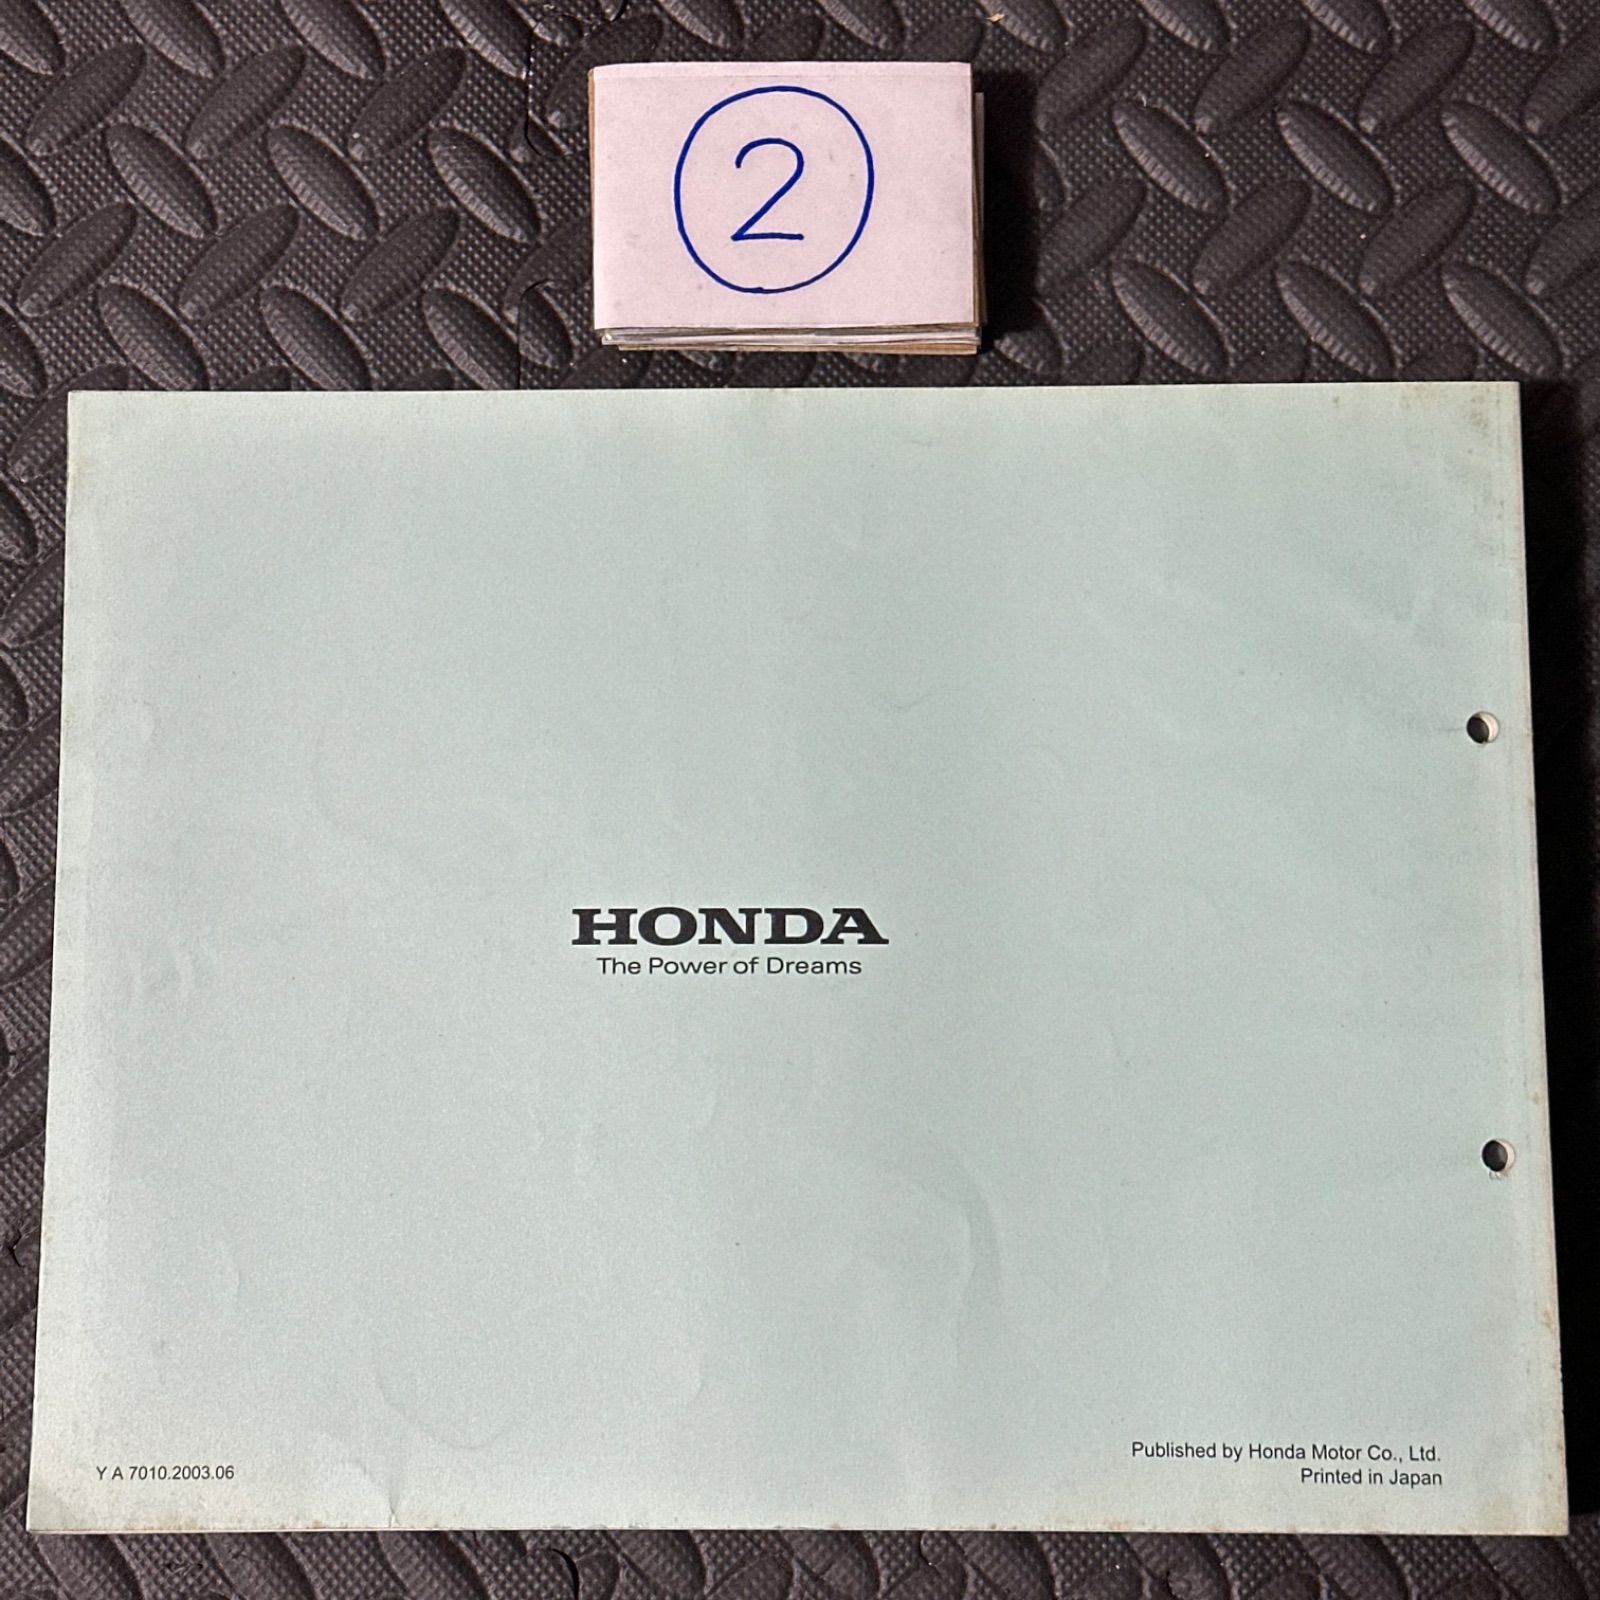 2
HONDA
The Power of Dreams
Published by Honda Motor Co., Ltd.
Y A 7010.2003.06
Printed in Japan